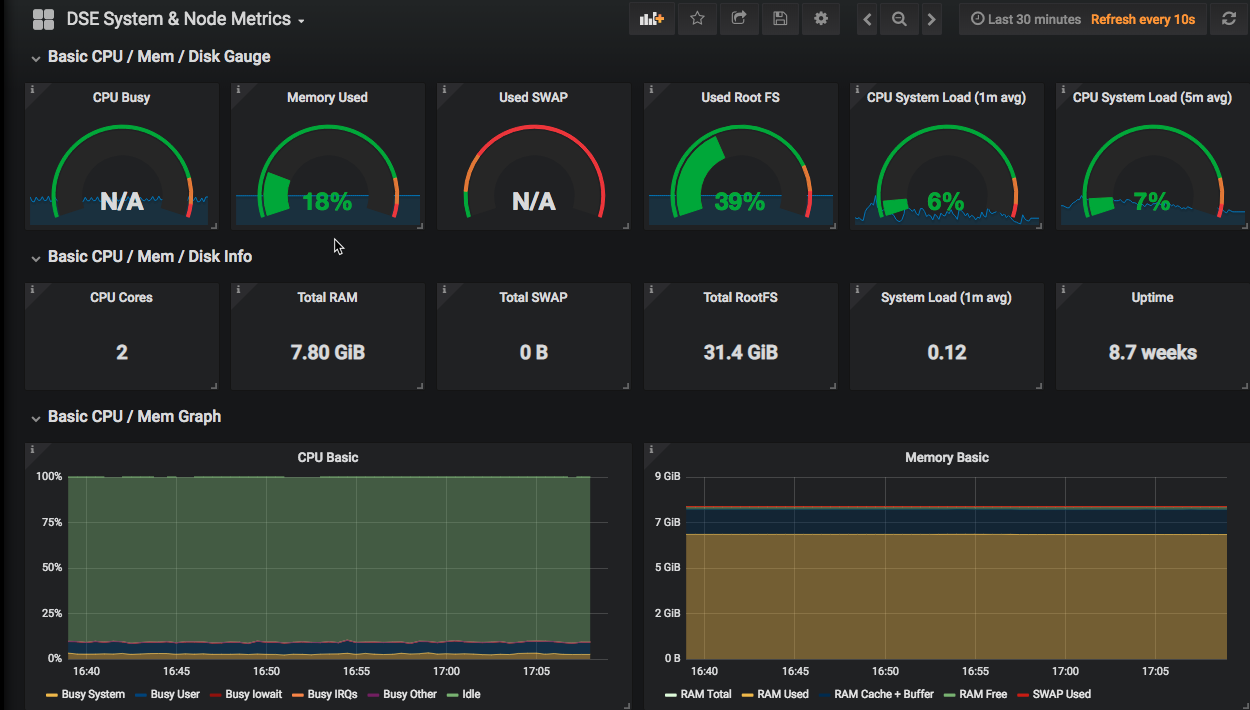 DSE System & Node Metrics
Last 30 minutes Refresh every 10s
Basic CPU / Mem / Disk Gauge
CPU Busy
N/A
Memory Used
18%
Used SWAP
N/A
Used Root FS
39%
CPU System Load (1m avg)
6%
CPU System Load (5m avg)
7%
Basic CPU / Mem / Disk Info
CPU Cores
2
Total RAM
7.80 GiB
Total SWAP
0 B
Total RootFS
31.4 GiB
System Load (1m avg)
0.12
Uptime
8.7 weeks
Basic CPU / Mem Graph
CPU Basic
100%
75%
50%
25%
0%
16:40 16:45 16:50 16:55 17:00 17:05
Busy System Busy User Busy Iowait Busy IRQs Busy Other Idle
Memory Basic
9 GiB
7 GiB
5 GiB
2 GiB
0 B
16:40 16:45 16:50 16:55 17:00 17:05
RAM Total RAM Used RAM Cache + Buffer RAM Free SWAP Used